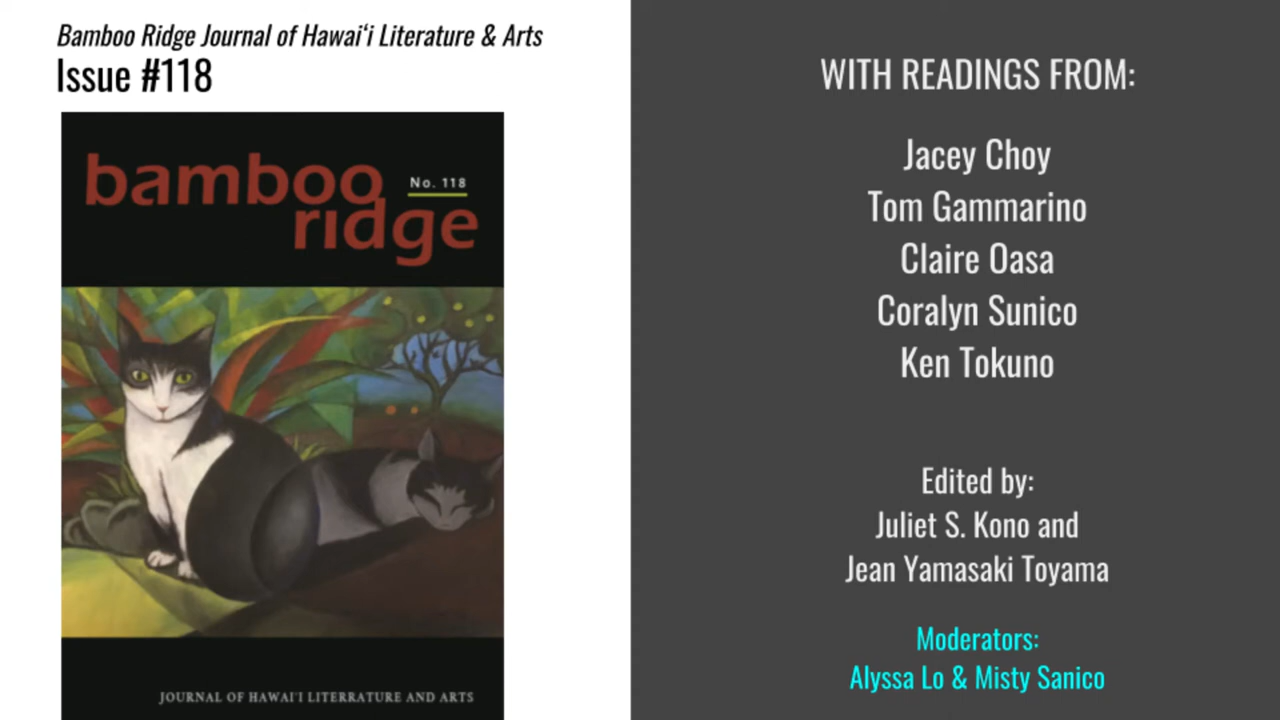 Bamboo Ridge Journal of Hawaiʻi Literature & Arts
Issue #118
bamboo
No. 118
ridge
JOURNAL OF HAWAI'I LITERRATURE AND ARTS
WITH READINGS FROM:
Jacey Choy
Tom Gammarino
Claire Oasa
Coralyn Sunico
Ken Tokuno
Edited by:
Juliet S. Kono and
Jean Yamasaki Toyama
Moderators:
Alyssa Lo & Misty Sanico